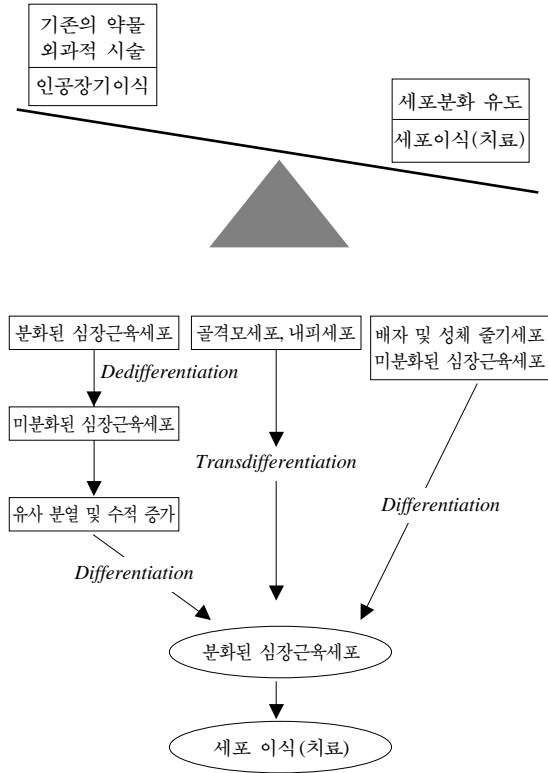 기존의 약물
외과적 시술
인공장기이식
세포분화 유도
세포이식(치료)
분화된 심장근육세포
골격모세포, 내피세포
배자 및 성체 줄기세포
미분화된 심장근육세포
Dedifferentiation
미분화된 심장근육세포
Transdifferentiation
유사 분열 및 수적 증가
Differentiation
Differentiation
분화된 심장근육세포
세포 이식(치료)